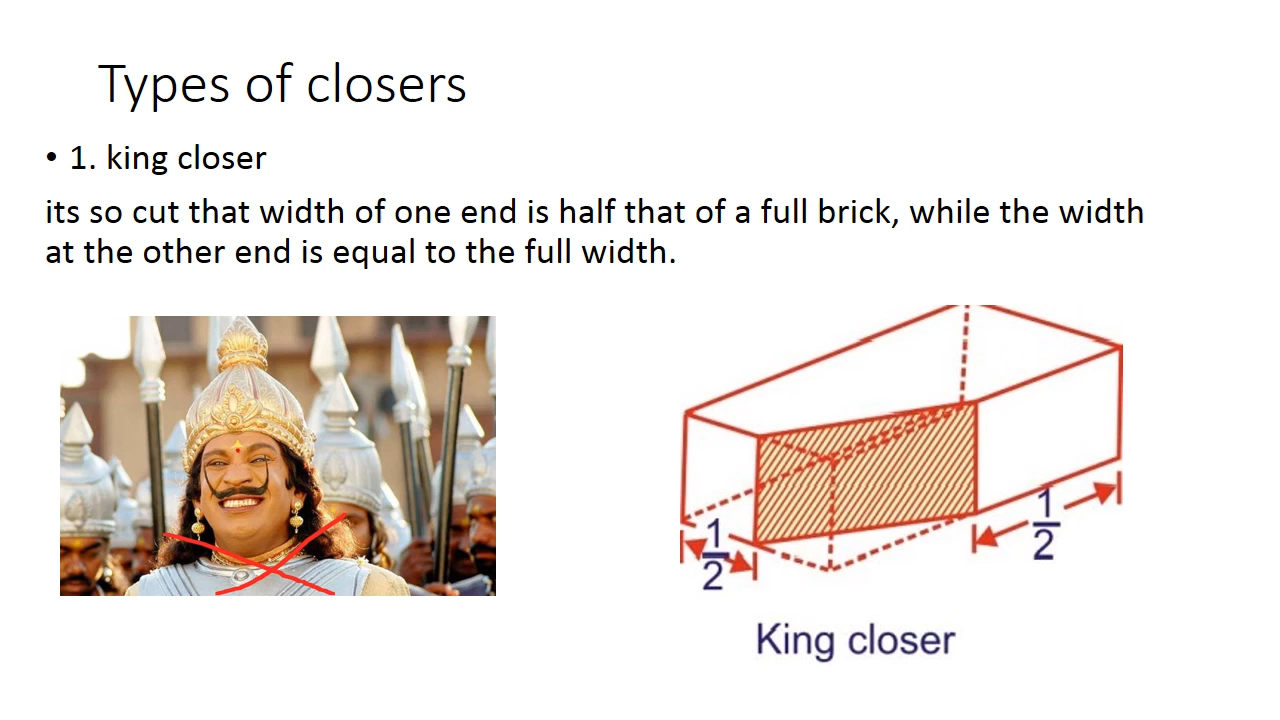 Types of closers
• 1. king closer
its so cut that width of one end is half that of a full brick, while the width
at the other end is equal to the full width.
1
2
1
2
King closer